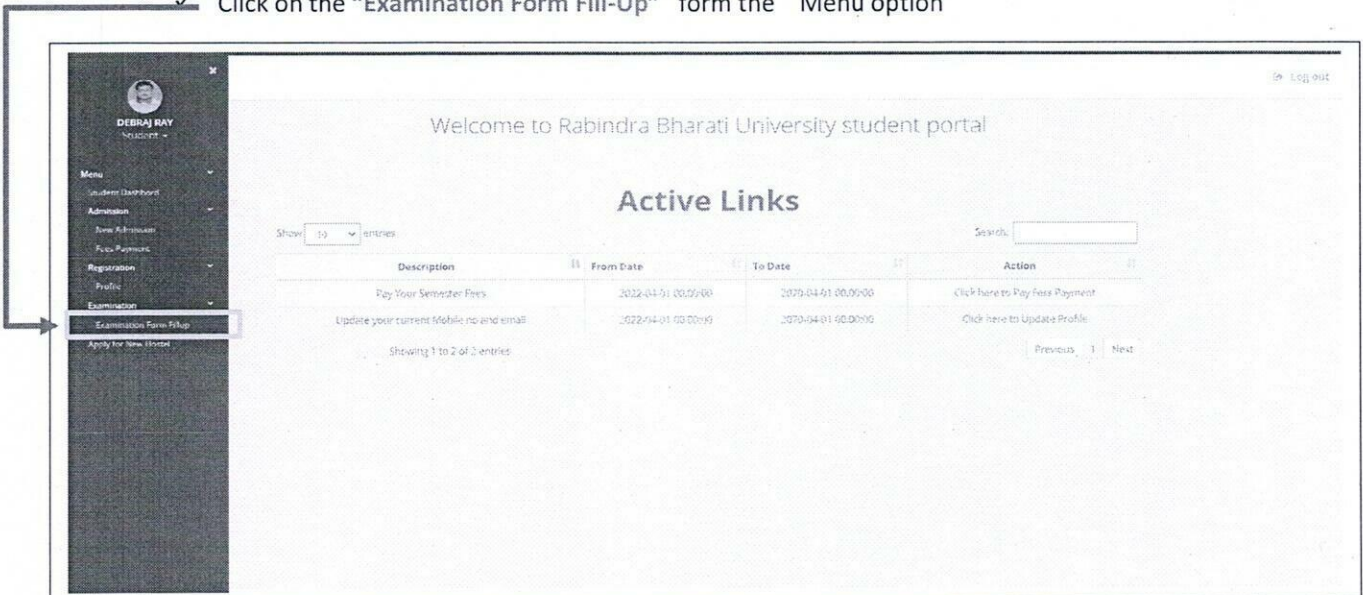 Click on the "Examination Form Fill-Up" form the Menu option
Log out
DEBRAJ RAY
Student
Welcome to Rabindra Bharati University student portal
Menu
Student Dashbord
Active Links
Admission
New Admission
Show 10 entries
Search:
Fees Payment
Description From Date To Date Action
Registration
Profile
Pay Your Semester Fees 2022-04-01 00:00:00 2070-04-01 00:00:00 Click here to Pay Fess Payment
Examination
Update your current Mobile no and email 2022-04-01 00:00:00 2070-04-01 00:00:00 Click here to Update Profile
Examination Form Fillup
Apply for New Hostel
Showing 1 to 2 of 2 entries
Previous 1 Next